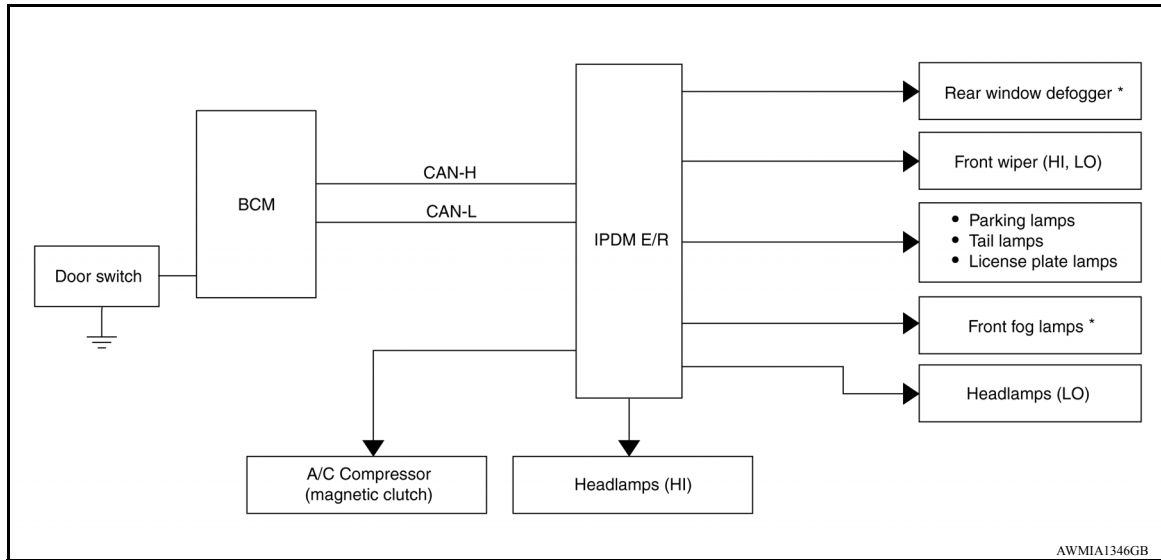 Rear window defogger *
Front wiper (HI, LO)
CAN-H
BCM
CAN-L
IPDM E/R
• Parking lamps
• Tail lamps
• License plate lamps
Door switch
Front fog lamps *
Headlamps (LO)
A/C Compressor
(magnetic clutch)
Headlamps (HI)
AWMIA1346GB